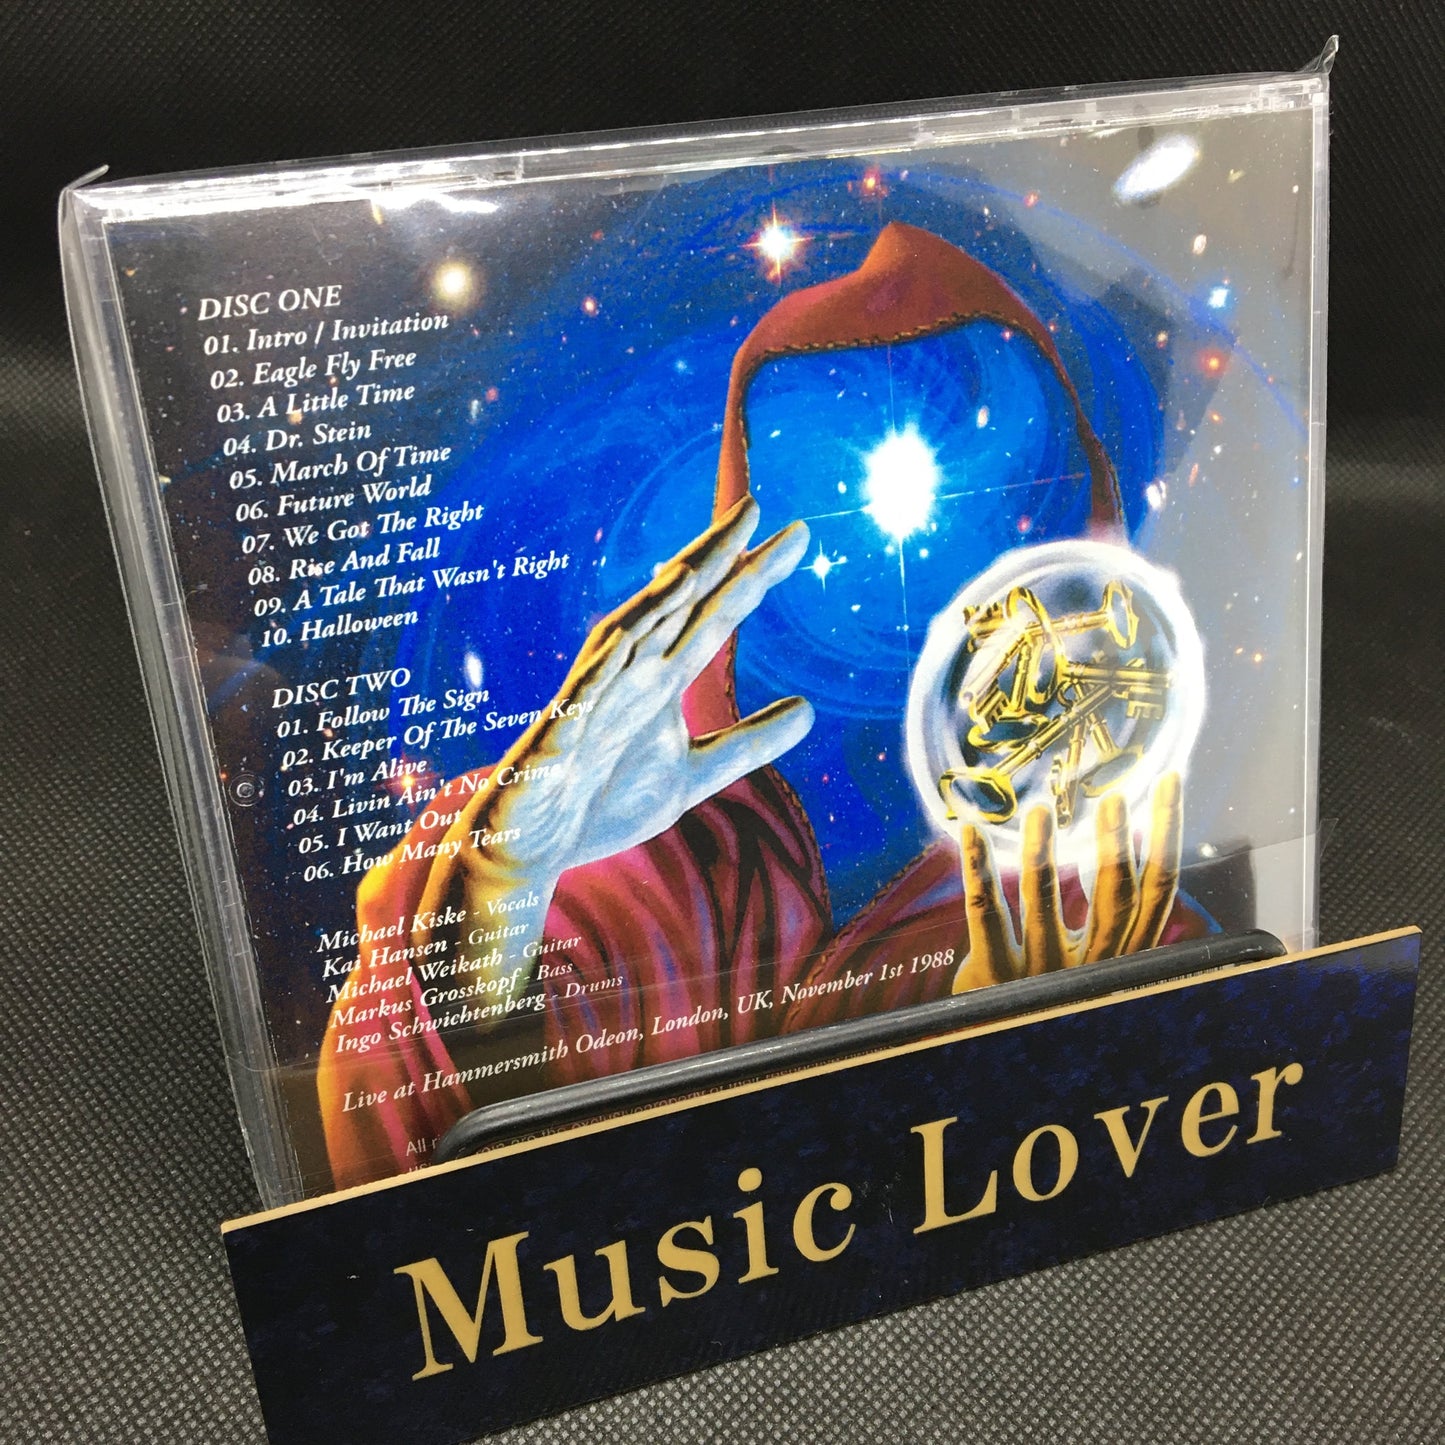 DISC ONE
01. Intro / Invitation
02. Eagle Fly Free
03. A Little Time
04. Dr. Stein
05. March Of Time
06. Future World
07. We Got The Right
08. Rise And Fall
09. A Tale That Wasn't Right
10. Halloween
DISC TWO
01. Follow The Sign
02. Keeper Of The Seven Keys
03. I'm Alive
04. Livin Ain't No Crime
05. I Want Out
06. How Many Tears
Michael Kiske - Vocals
Kai Hansen - Guitar
Michael Weikath - Guitar
Markus Grosskopf - Bass
Ingo Schwichtenberg - Drums
Live at Hammersmith Odeon, London, UK, November 1st 1988
All
Music Lover